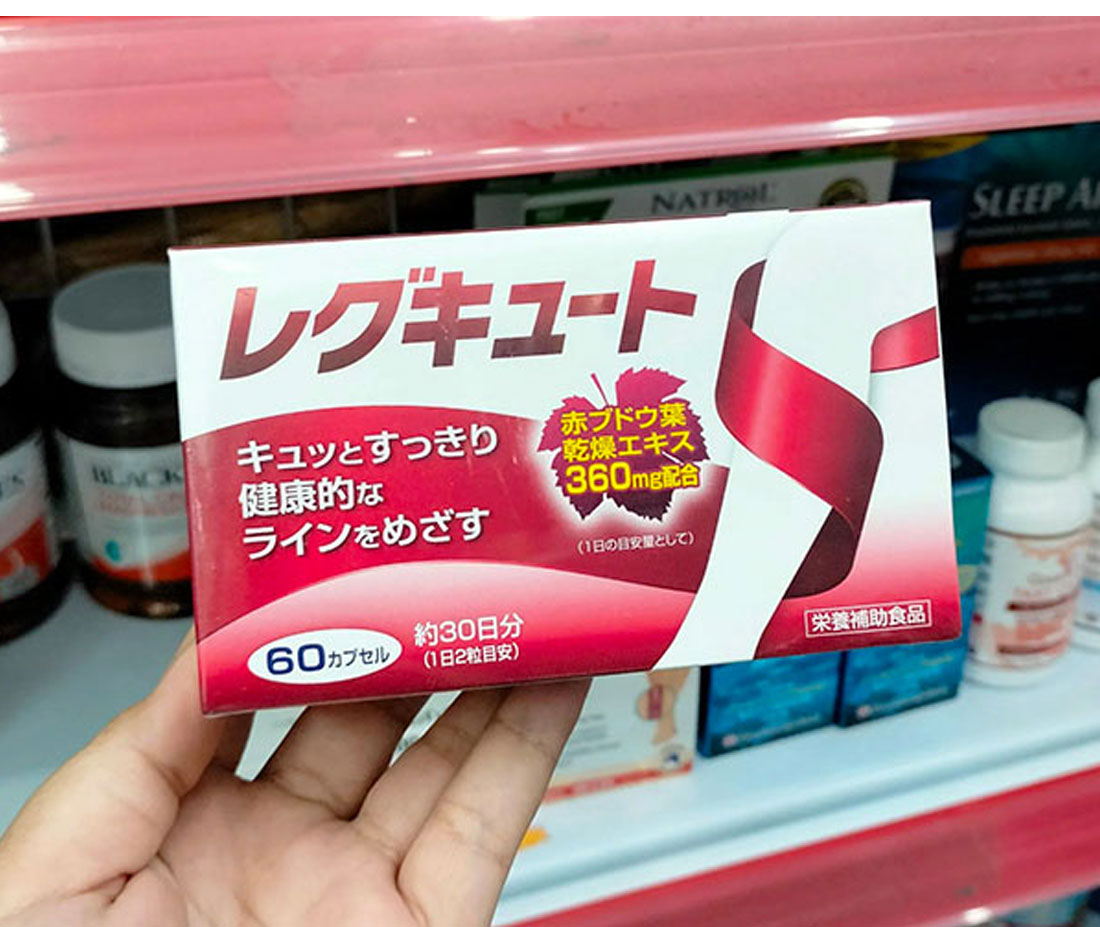 NATROL
SLEEP
レグキュート
赤ブドウ葉
乾燥エキス
360mg配合
(1日の目安量として)
キュッとすっきり
健康的な
ラインをめざす
60カプセル
約30日分
(1日2粒目安)
栄養補助食品
BLACK